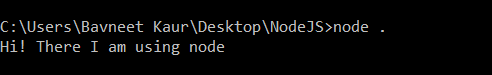 C:\Users\Bavneet Kaur\Desktop\NodeJS>node .
Hi! There I am using node